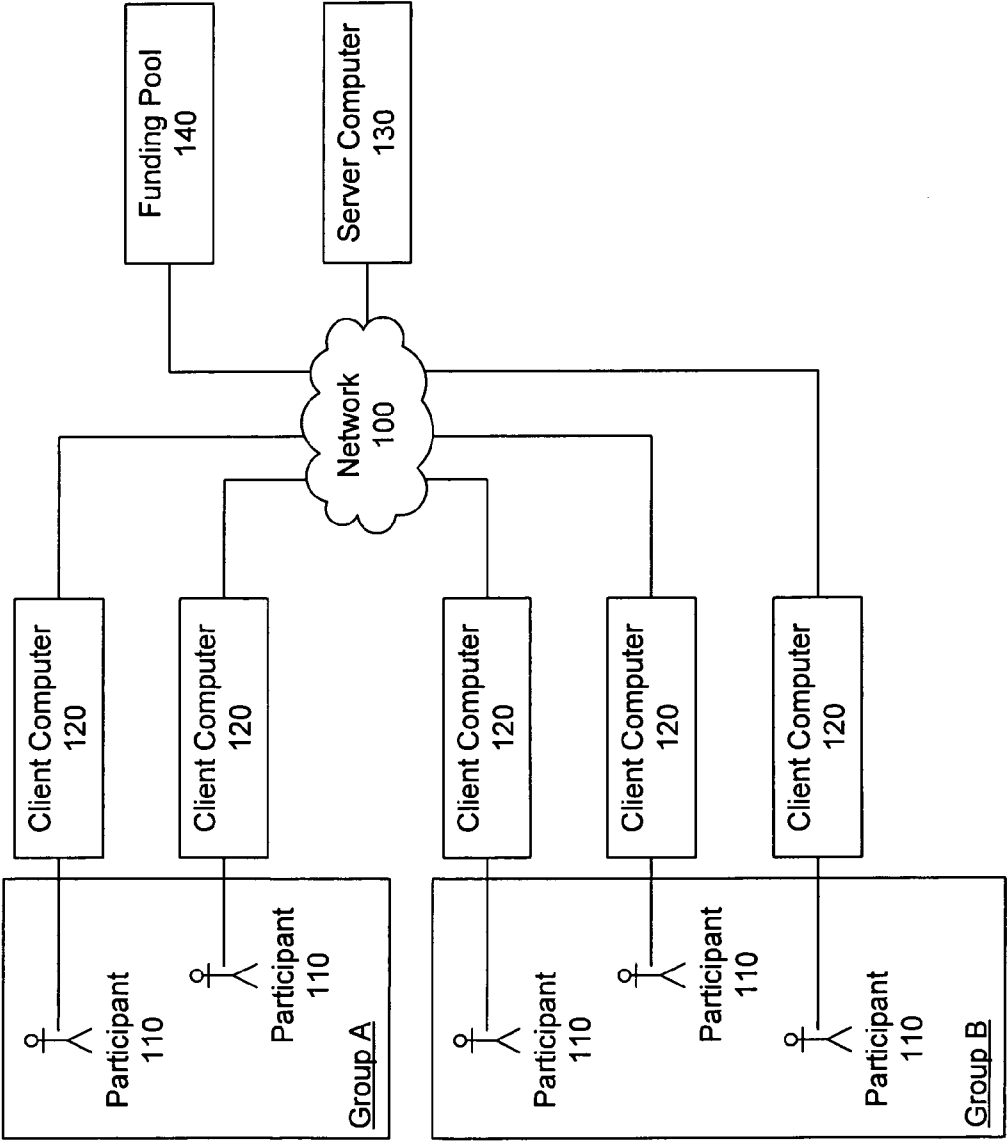 Participant
110
Participant
110
Group A
Participant
110
Participant
110
Participant
110
Group B
Client Computer
120
Client Computer
120
Client Computer
120
Client Computer
120
Client Computer
120
Network
100
Funding Pool
140
Server Computer
130